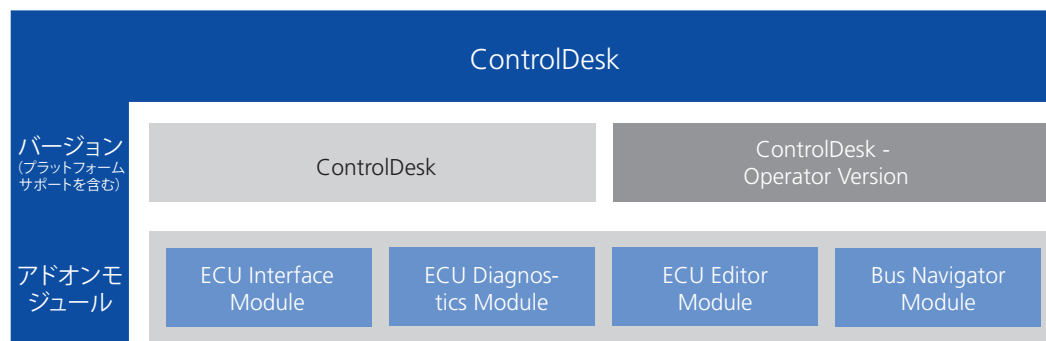 ControlDesk
バージョン
(プラットフォーム
サポートを含む)
ControlDesk
ControlDesk -
Operator Version
アドオンモ
ジュール
ECU Interface
Module
ECU Diagnos-
tics Module
ECU Editor
Module
Bus Navigator
Module